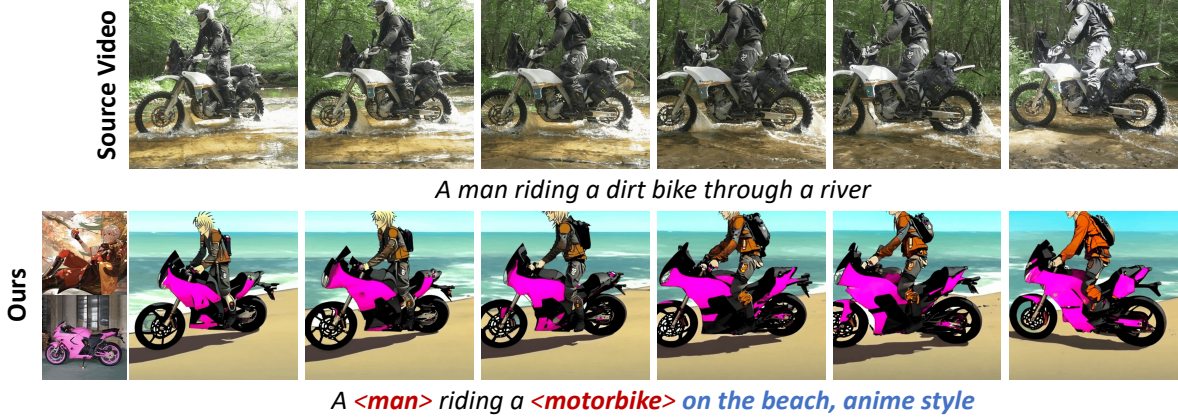 Source Video
A man riding a dirt bike through a river
Ours
A <man> riding a <motorbike> on the beach, anime style